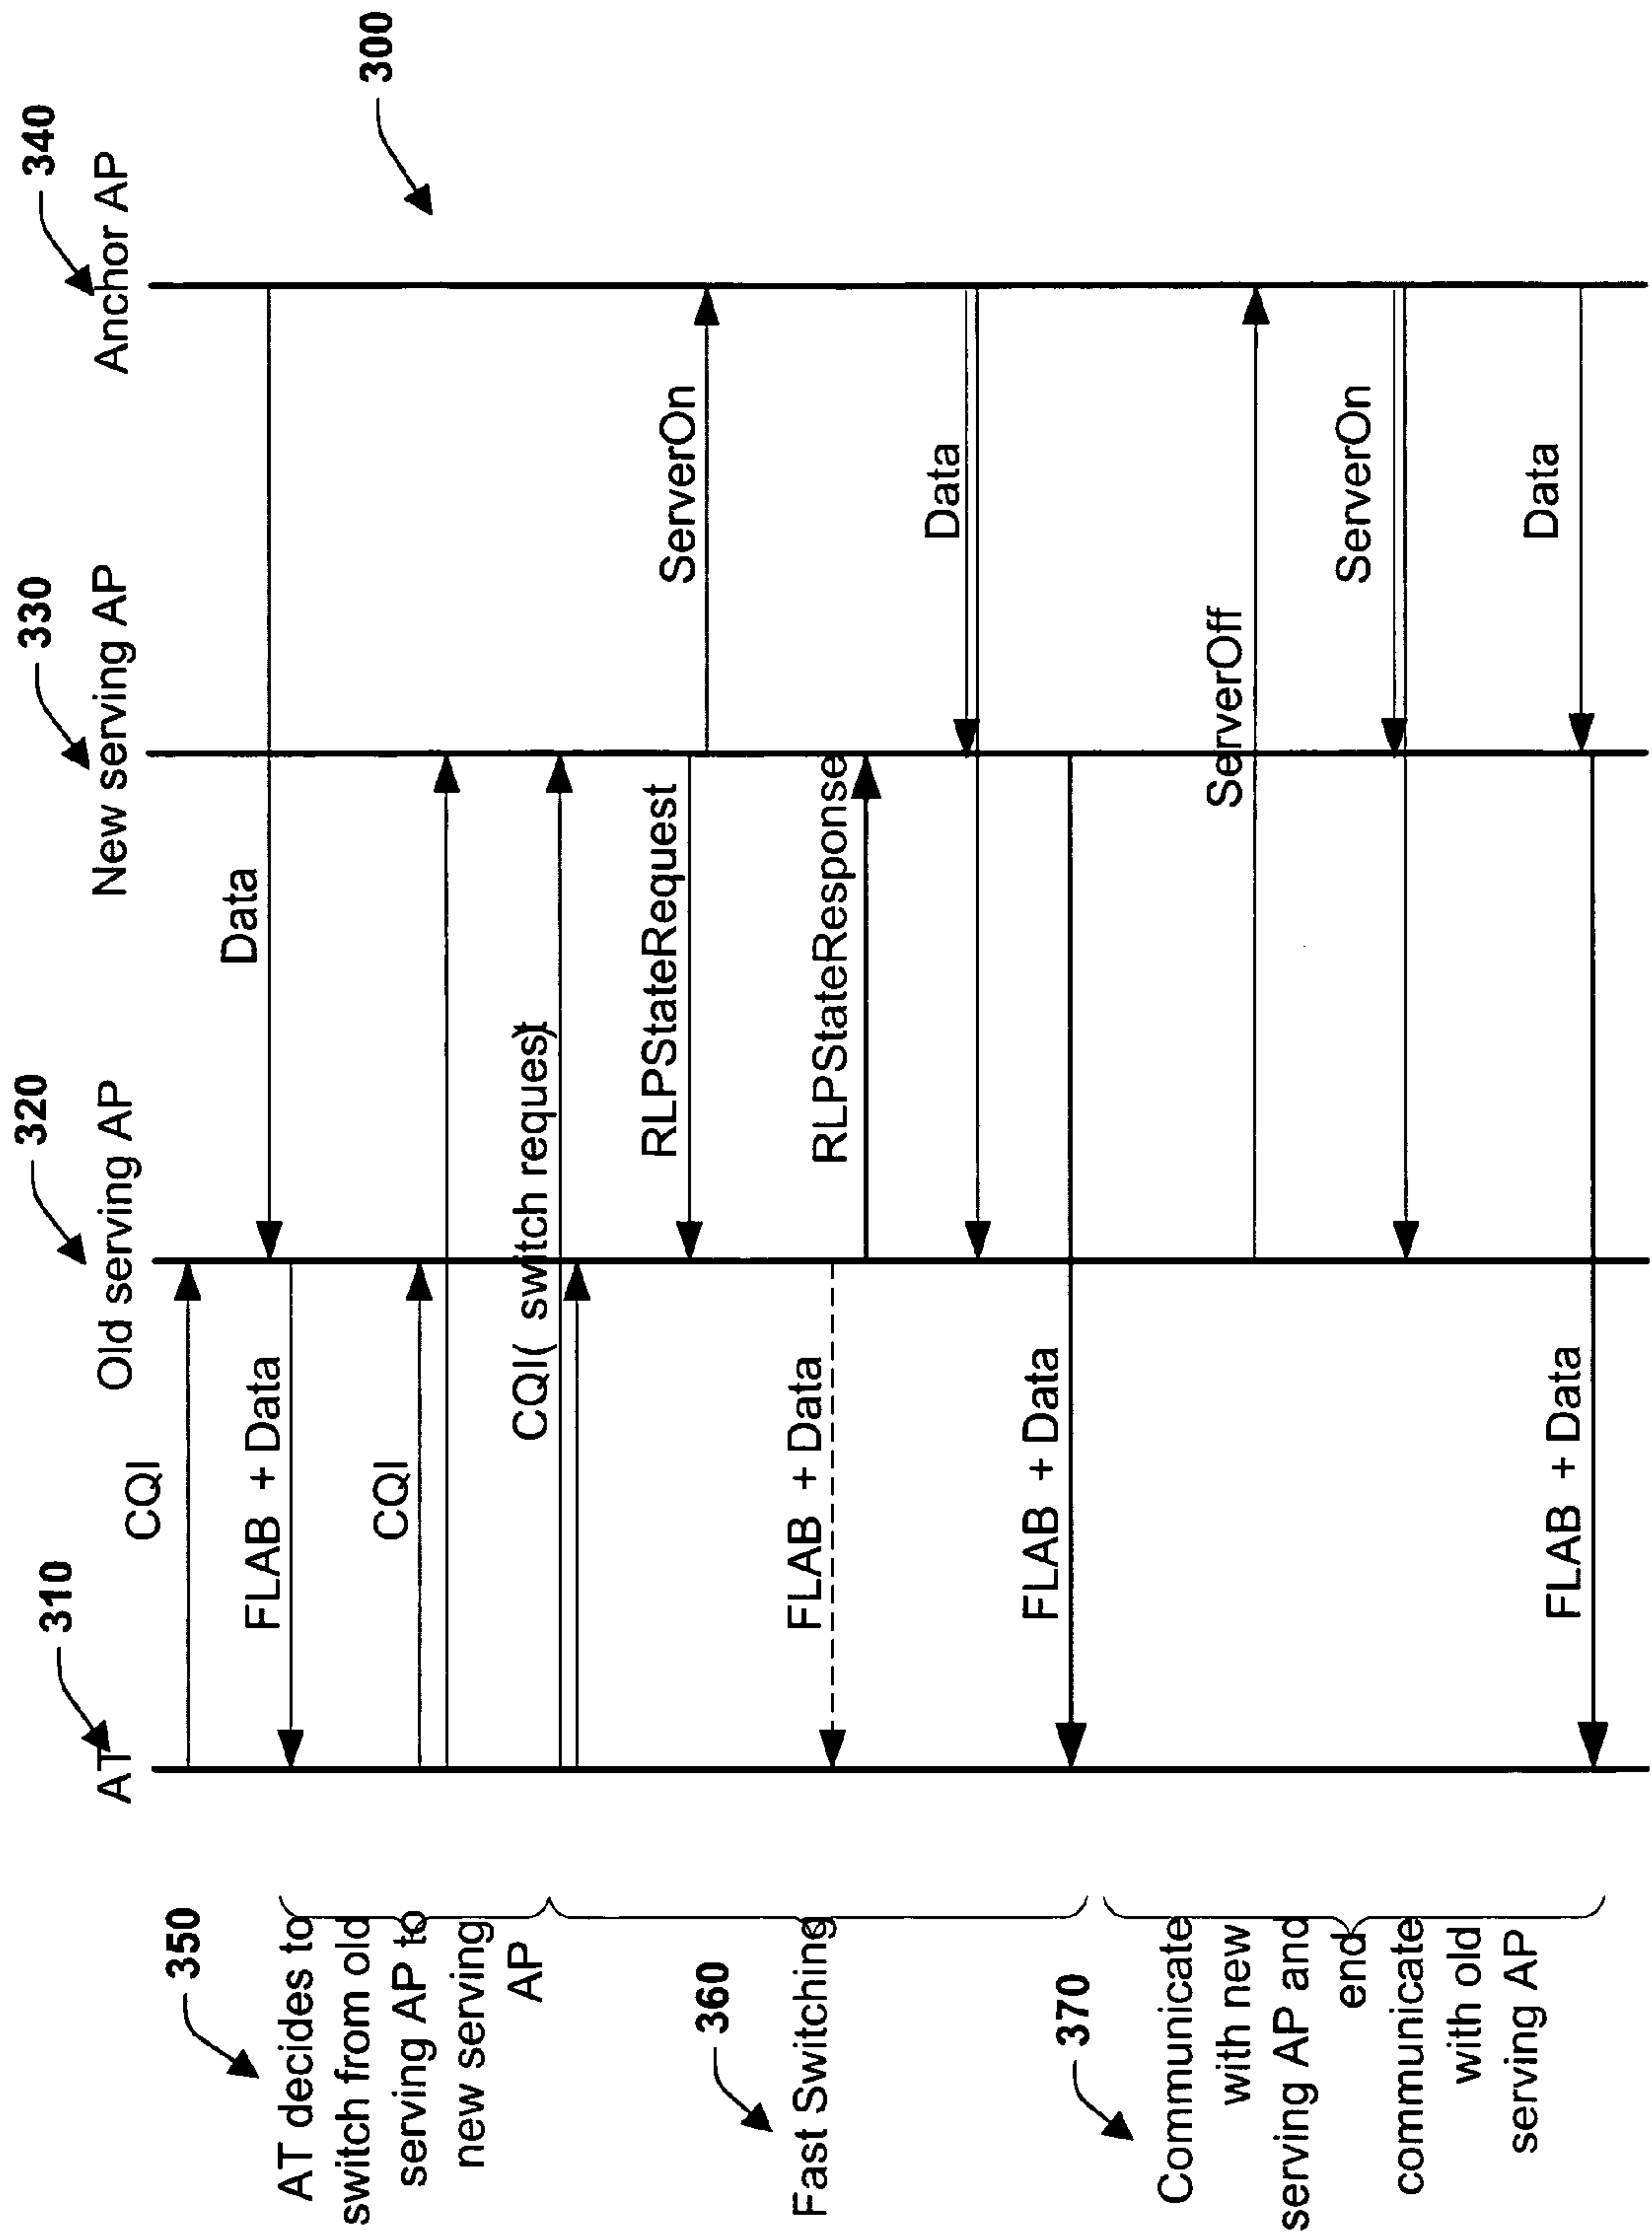 300
310
AT
320
Old serving AP
330
New serving AP
340
Anchor AP
350
AT decides to
switch from old
serving AP to
new serving
AP
360
Fast Switching
370
Communicate
with new
serving AP and
end
communicate
with old
serving AP
CQI
Data
FLAB + Data
CQI
CQI( switch request)
RLPStateRequest
ServerOn
FLAB + Data
RLPStateResponse
Data
FLAB + Data
ServerOff
ServerOn
Data
FLAB + Data